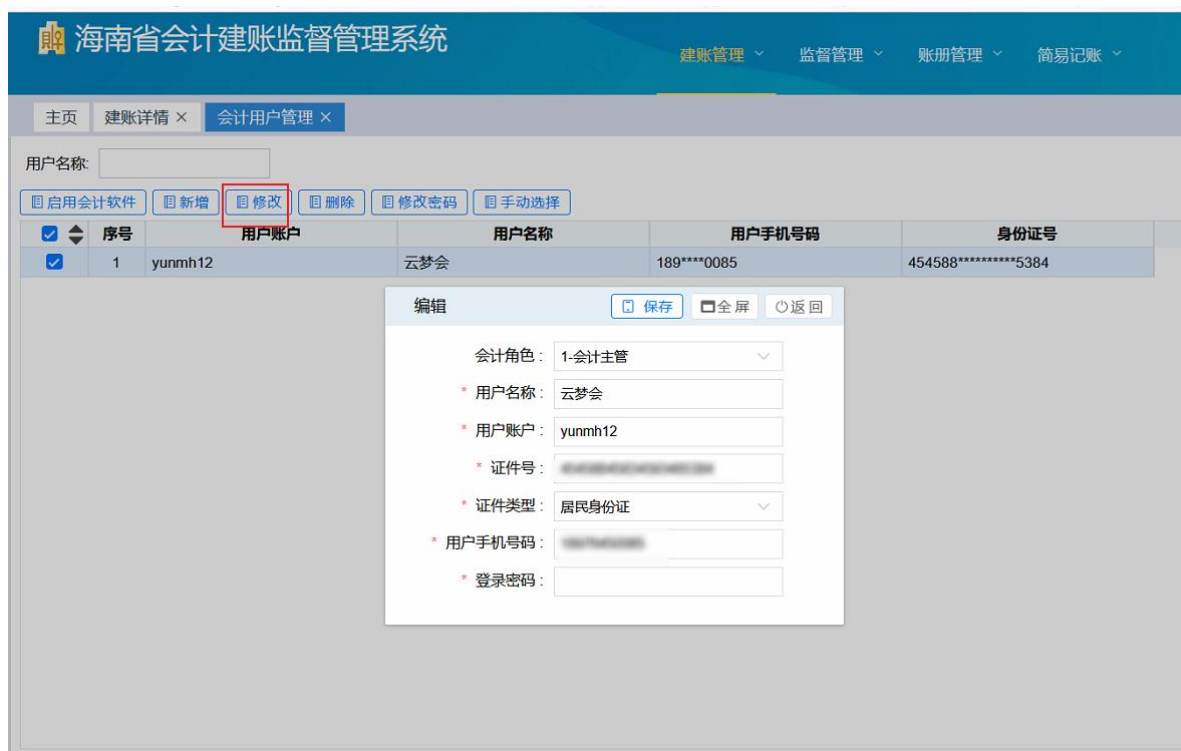 海南省会计建账监督管理系统
建账管理 监督管理 账册管理 简易记账
主页 建账详情 × 会计用户管理 ×
用户名称:
启用会计软件 新增 修改 删除 修改密码 手动选择
序号 用户账户 用户名称 用户手机号码 身份证号
1 yunmh12 云梦会 189****0085 454588**********5384
编辑 保存 全屏 返回
会计角色 : 1-会计主管
* 用户名称 : 云梦会
* 用户账户 : yunmh12
* 证件号 :
* 证件类型 : 居民身份证
* 用户手机号码 :
* 登录密码 :